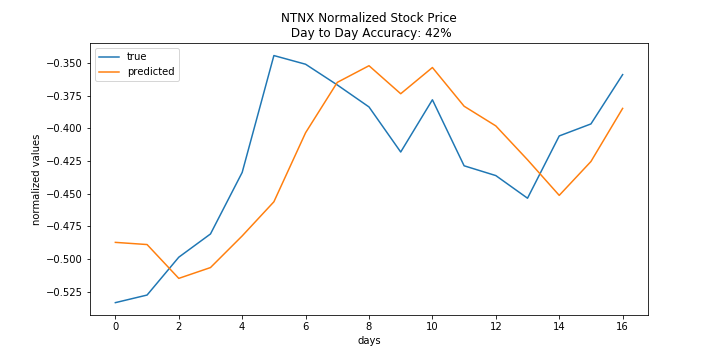 NTNX Normalized Stock Price
Day to Day Accuracy: 42%
true
predicted
normalized values
−0.350
−0.375
−0.400
−0.425
−0.450
−0.475
−0.500
−0.525
0 2 4 6 8 10 12 14 16
days